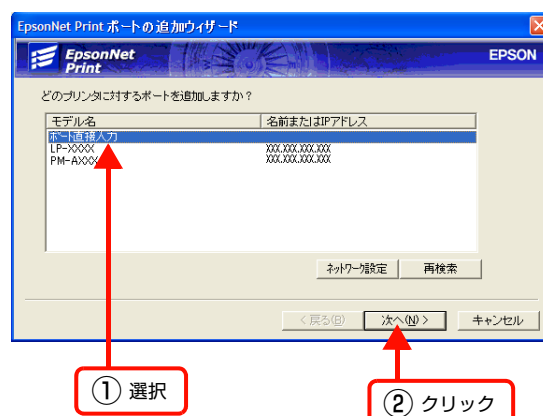 EpsonNet Print ポートの追加ウィザード
EpsonNet
Print
EPSON
どのプリンタに対するポートを追加しますか？
モデル名 名前またはIPアドレス
ポート直接入力
LP-XXXX XXX.XXX.XXX.XXX
PM-AXXX XXX.XXX.XXX.XXX
ネットワーク設定 再検索
< 戻る(B) 次へ(N) > キャンセル
① 選択
② クリック